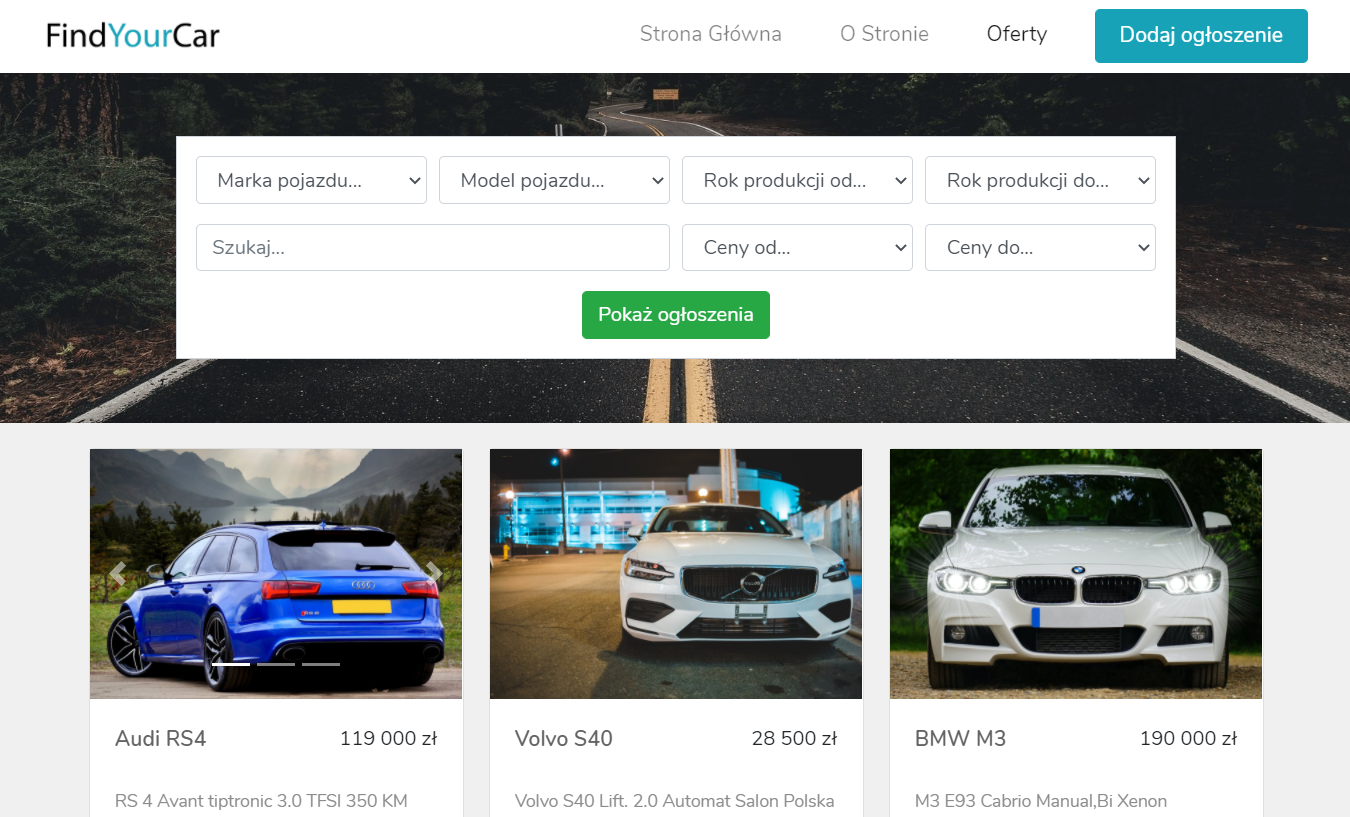 FindYourCar
Strona Główna
O Stronie
Oferty
Dodaj ogłoszenie
Marka pojazdu...
Model pojazdu...
Rok produkcji od...
Rok produkcji do...
Szukaj...
Ceny od...
Ceny do...
Pokaż ogłoszenia
Audi RS4
119 000 zł
RS 4 Avant tiptronic 3.0 TFSI 350 KM
Volvo S40
28 500 zł
Volvo S40 Lift. 2.0 Automat Salon Polska
BMW M3
190 000 zł
M3 E93 Cabrio Manual,Bi Xenon